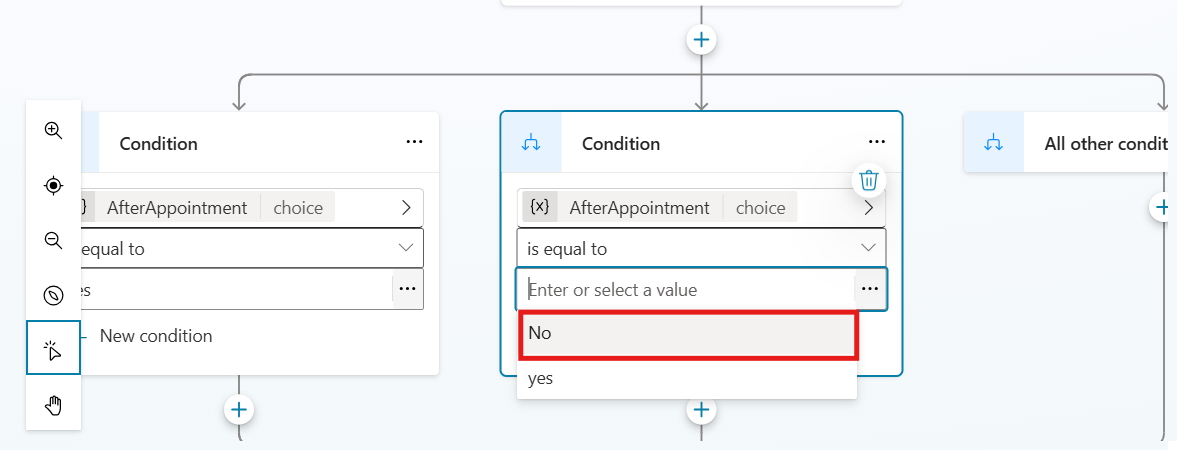 Condition
...
AfterAppointment choice
equal to
es
...
New condition
Condition
...
{x} AfterAppointment choice
is equal to
Enter or select a value
...
No
yes
All other condit